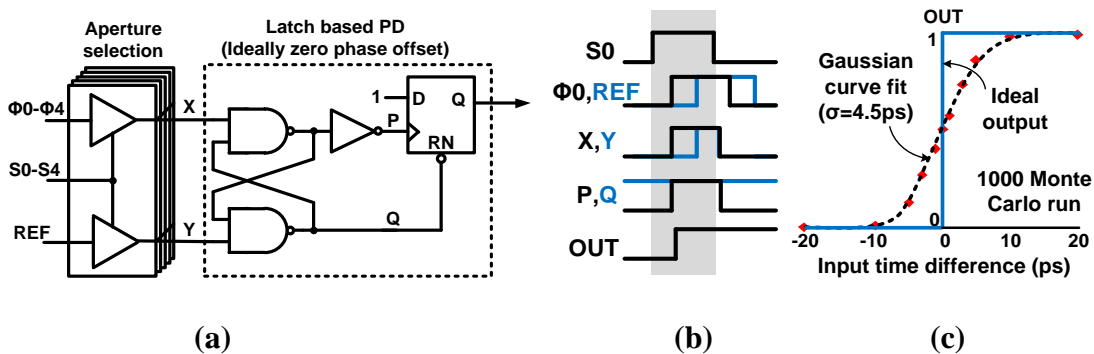 Aperture
selection
Latch based PD
(Ideally zero phase offset)
Φ0-Φ4
X
1
D
Q
P
RN
S0-S4
REF
Y
Q
(a)
S0
Φ0,REF
X,Y
P,Q
OUT
(b)
OUT
1
Gaussian
curve fit
(σ=4.5ps)
Ideal
output
1000 Monte
Carlo run
0
-20 -10 0 10 20
Input time difference (ps)
(c)